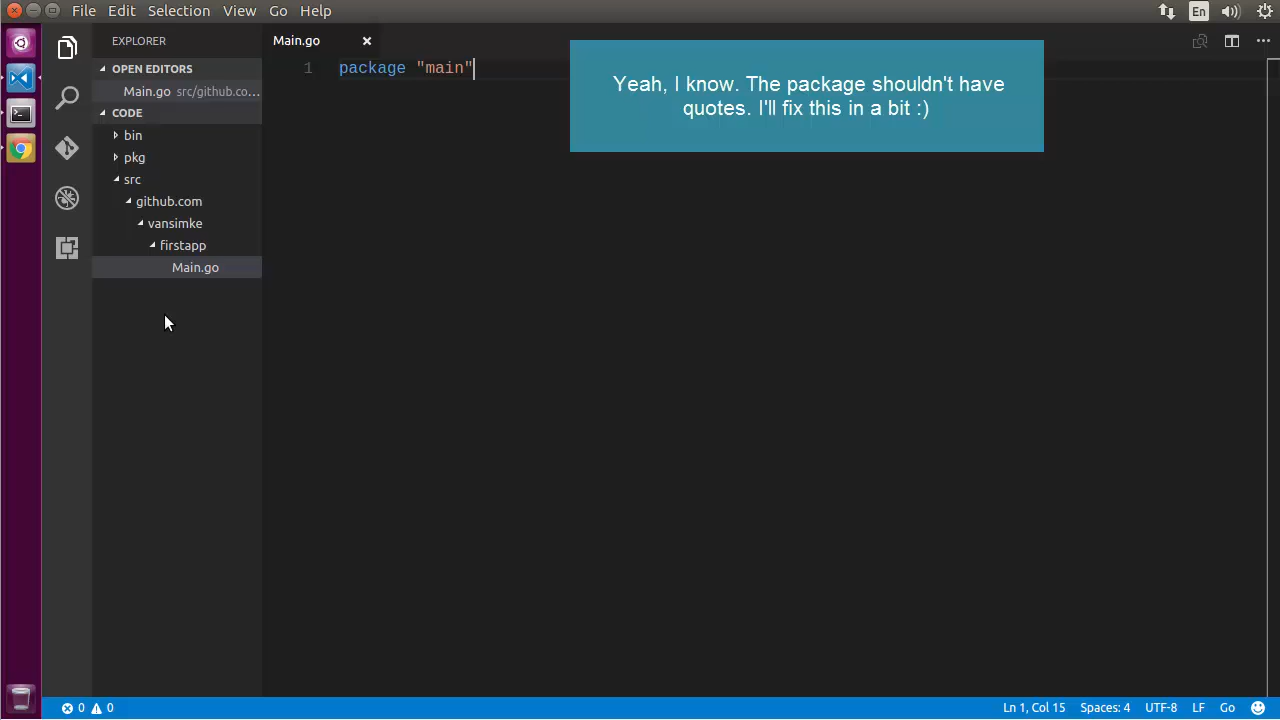 File Edit Selection View Go Help
En
EXPLORER
OPEN EDITORS
Main.go src/github.co...
CODE
bin
pkg
src
github.com
vansimke
firstapp
Main.go
Main.go
1 package "main"
Yeah, I know. The package shouldn't have
quotes. I'll fix this in a bit :)
0 0
Ln 1, Col 15 Spaces: 4 UTF-8 LF Go